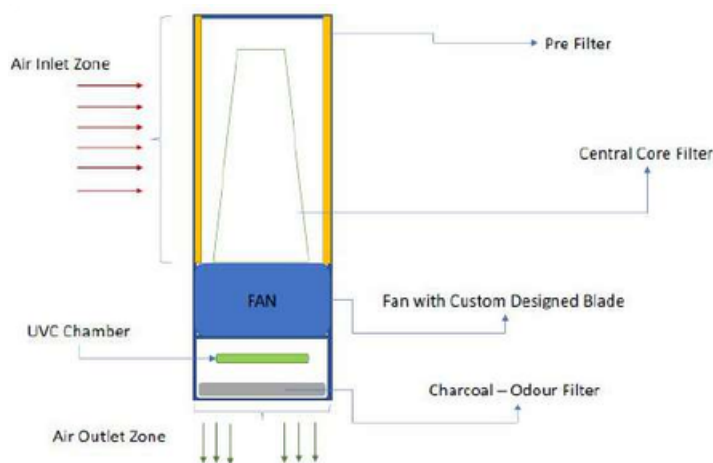 Pre Filter
Air Inlet Zone
Central Core Filter
FAN
Fan with Custom Designed Blade
UVC Chamber
Charcoal – Odour Filter
Air Outlet Zone